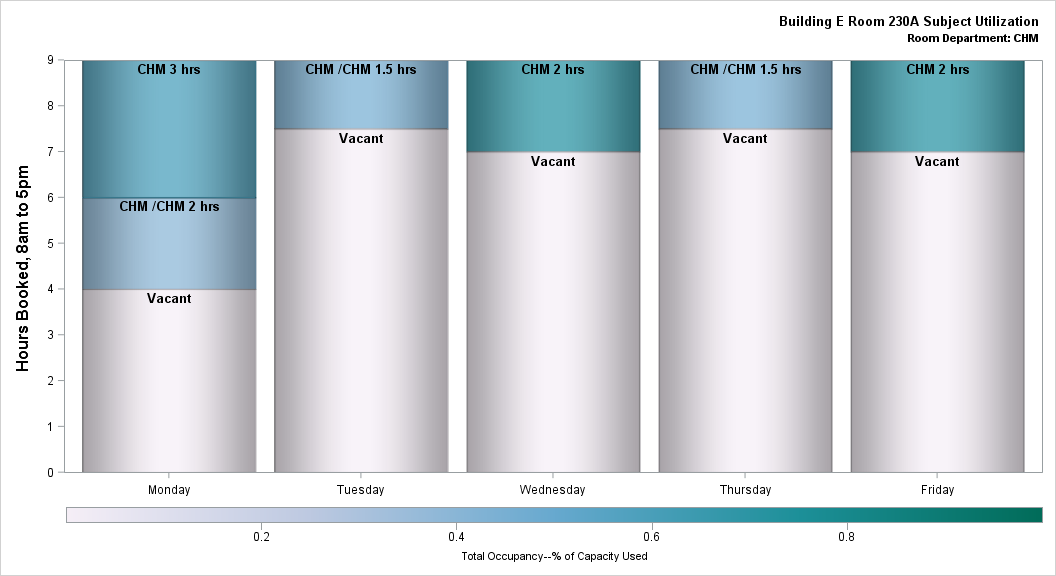 Building E Room 230A Subject Utilization
Room Department: CHM
Hours Booked, 8am to 5pm
9
8
7
6
5
4
3
2
1
0
CHM 3 hrs
CHM /CHM 2 hrs
Vacant
CHM /CHM 1.5 hrs
Vacant
CHM 2 hrs
Vacant
CHM /CHM 1.5 hrs
Vacant
CHM 2 hrs
Vacant
Monday Tuesday Wednesday Thursday Friday
0.2 0.4 0.6 0.8
Total Occupancy--% of Capacity Used